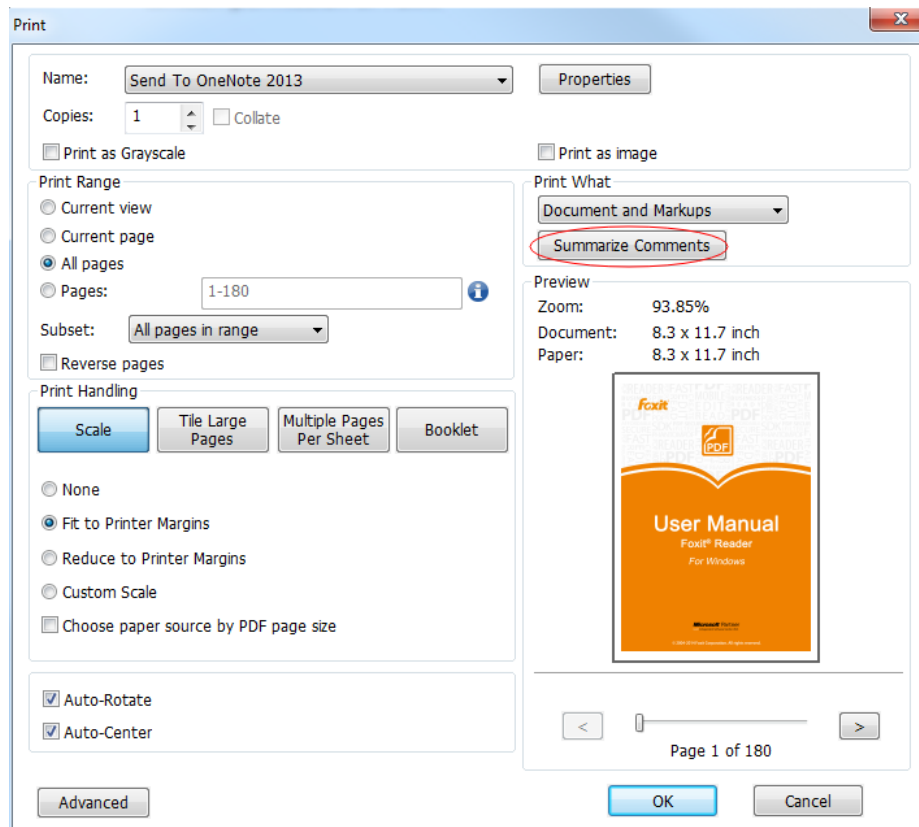 Print
Name: Send To OneNote 2013 Properties
Copies: 1 Collate
Print as Grayscale Print as image
Print Range
Current view
Current page
All pages
Pages: 1-180
Subset: All pages in range
Reverse pages
Print Handling
Scale Tile Large Pages Multiple Pages Per Sheet Booklet
None
Fit to Printer Margins
Reduce to Printer Margins
Custom Scale
Choose paper source by PDF page size
Auto-Rotate
Auto-Center
Advanced
Print What
Document and Markups
Summarize Comments
Preview
Zoom: 93.85%
Document: 8.3 x 11.7 inch
Paper: 8.3 x 11.7 inch
Foxit
PDF
User Manual
Foxit® Reader
For Windows
Microsoft Partner
< >
Page 1 of 180
OK Cancel